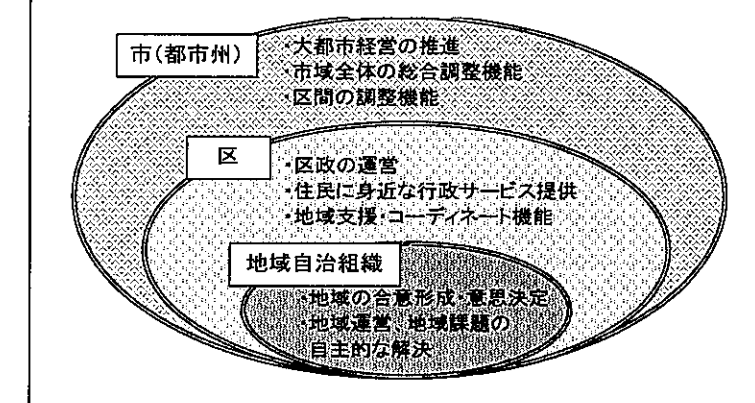 市(都市州)
・大都市経営の推進
・市域全体の総合調整機能
・区間の調整機能
区
・区政の運営
・住民に身近な行政サービス提供
・地域支援・コーディネート機能
地域自治組織
・地域の合意形成・意思決定
・地域運営、地域課題の
自主的な解決